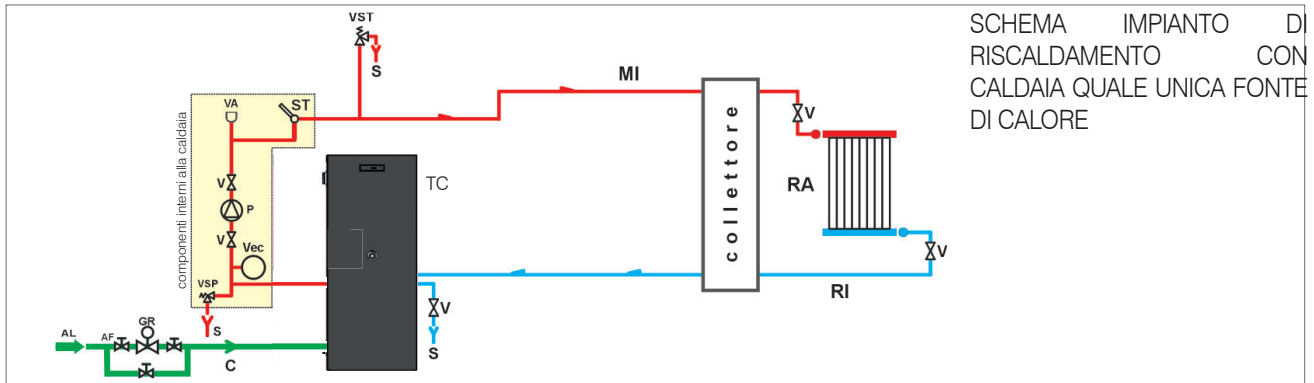 SCHEMA IMPIANTO DI
RISCALDAMENTO CON
CALDAIA QUALE UNICA FONTE
DI CALORE
VST
S
MI
VA
ST
componenti interni alla caldaia
V
P
V
Vec
VSP
S
TC
collettore
V
RA
V
RI
V
S
AL
AF
GR
C